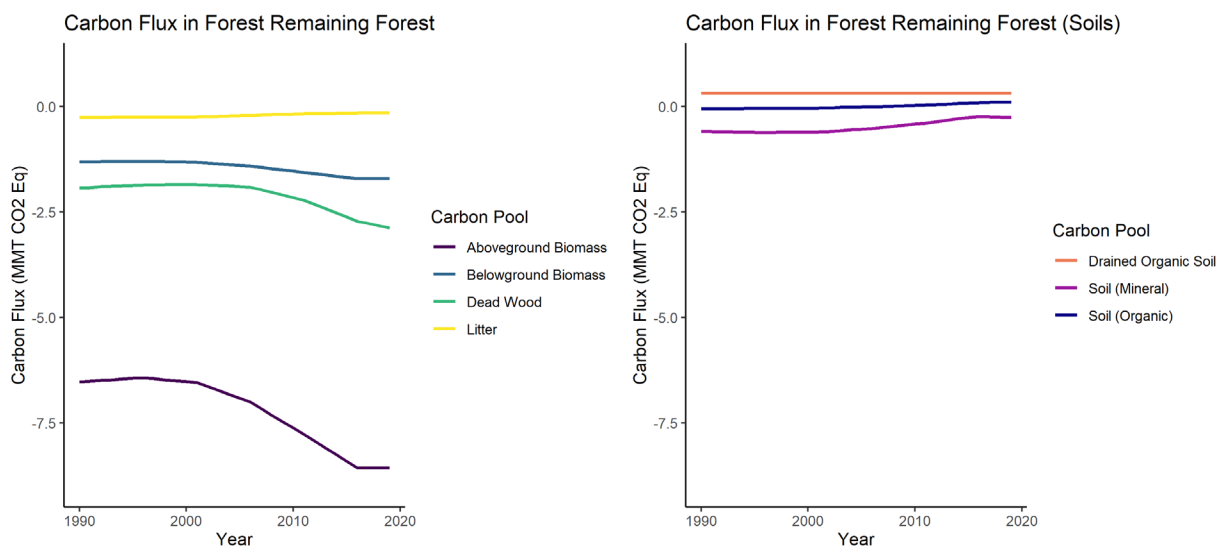 Carbon Flux in Forest Remaining Forest
0.0
-2.5
-5.0
-7.5
Carbon Flux (MMT CO2 Eq)
1990
2000
2010
2020
Year
Carbon Pool
Aboveground Biomass
Belowground Biomass
Dead Wood
Litter
Carbon Flux in Forest Remaining Forest (Soils)
0.0
-2.5
-5.0
-7.5
Carbon Flux (MMT CO2 Eq)
1990
2000
2010
2020
Year
Carbon Pool
Drained Organic Soil
Soil (Mineral)
Soil (Organic)